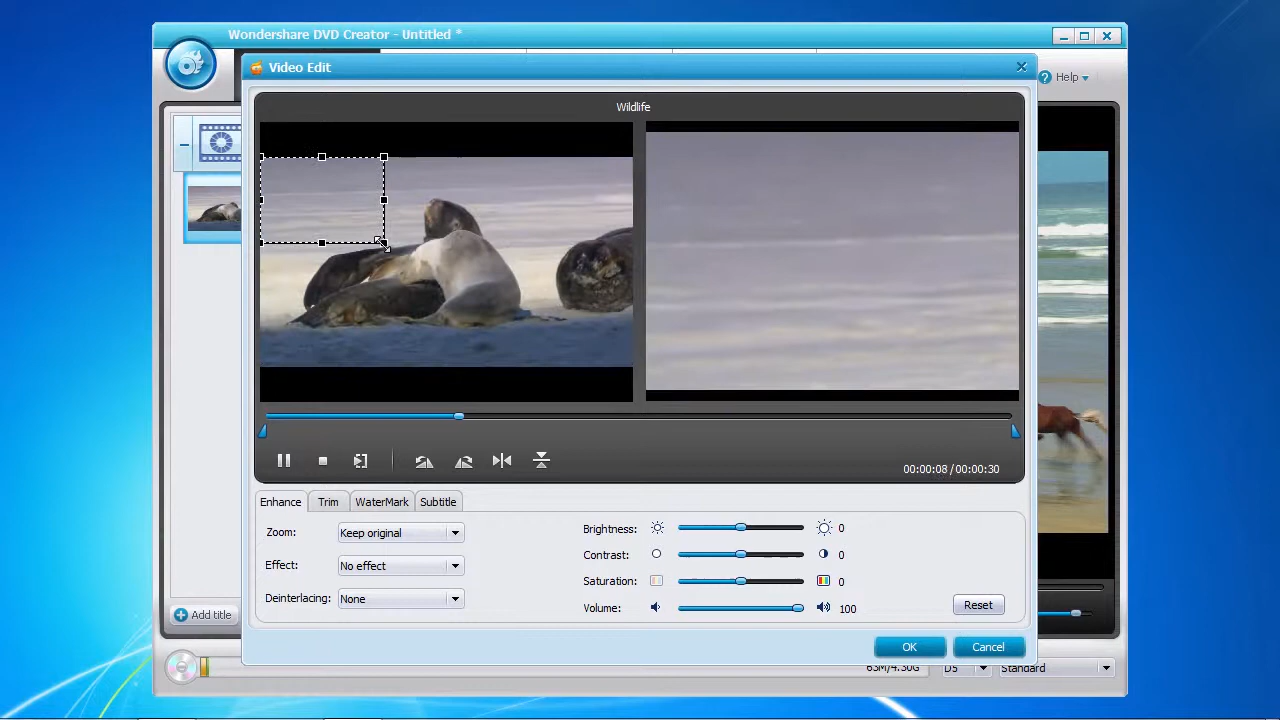 Wondershare DVD Creator - Untitled *
Help
Video Edit
Wildlife
00:00:08 / 00:00:30
Enhance Trim WaterMark Subtitle
Zoom: Keep original
Effect: No effect
Deinterlacing: None
Brightness: 0
Contrast: 0
Saturation: 0
Volume: 100
Reset
OK Cancel
Add title
63M/4.30G D5 Standard